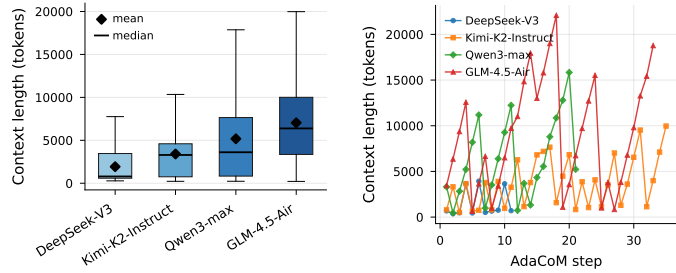 Context length (tokens)
20000
15000
10000
5000
0
mean
median
DeepSeek-V3
Kimi-K2-Instruct
Qwen3-max
GLM-4.5-Air
Context length (tokens)
20000
15000
10000
5000
0
DeepSeek-V3
Kimi-K2-Instruct
Qwen3-max
GLM-4.5-Air
0
10
20
30
AdaCoM step